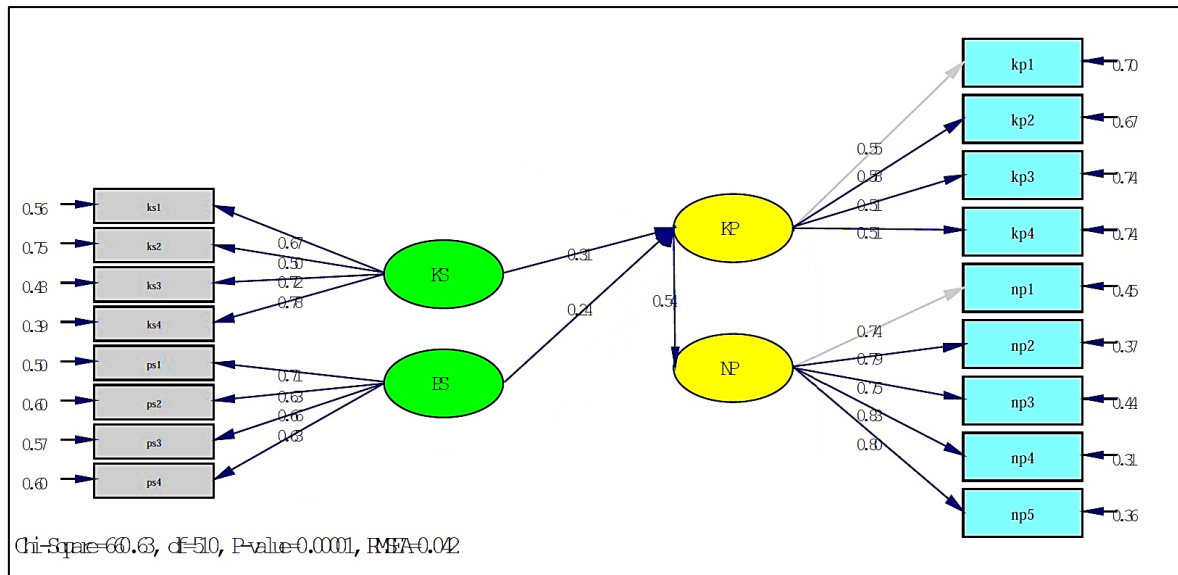 kp1
0.70
kp2
0.67
0.55
kp3
0.74
0.53
0.51
kp4
0.74
0.51
0.56
ks1
0.75
ks2
0.67
0.50
0.48
ks3
0.72
0.39
ks4
0.78
KS
0.31
KP
0.24
0.54
np1
0.45
0.50
ps1
0.71
0.60
ps2
0.63
0.57
ps3
0.66
0.60
ps4
0.63
PS
NP
0.74
np2
0.37
0.79
0.75
np3
0.44
0.83
0.80
np4
0.31
np5
0.36
Chi-Square=660.63, df=510, P-value=0.0001, RMSEA=0.042